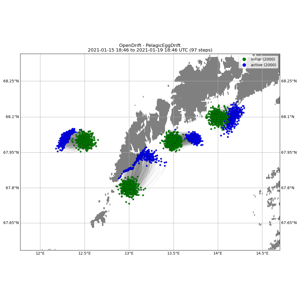 OpenDrift - PelagicEggDrift
2021-01-15 18:46 to 2021-01-19 18:46 UTC (97 steps)
initial (2000)
active (2000)
68.25°N
68.25°N
68.1°N
68.1°N
67.95°N
67.95°N
67.8°N
67.8°N
67.65°N
67.65°N
12°E
12.5°E
13°E
13.5°E
14°E
14.5°E